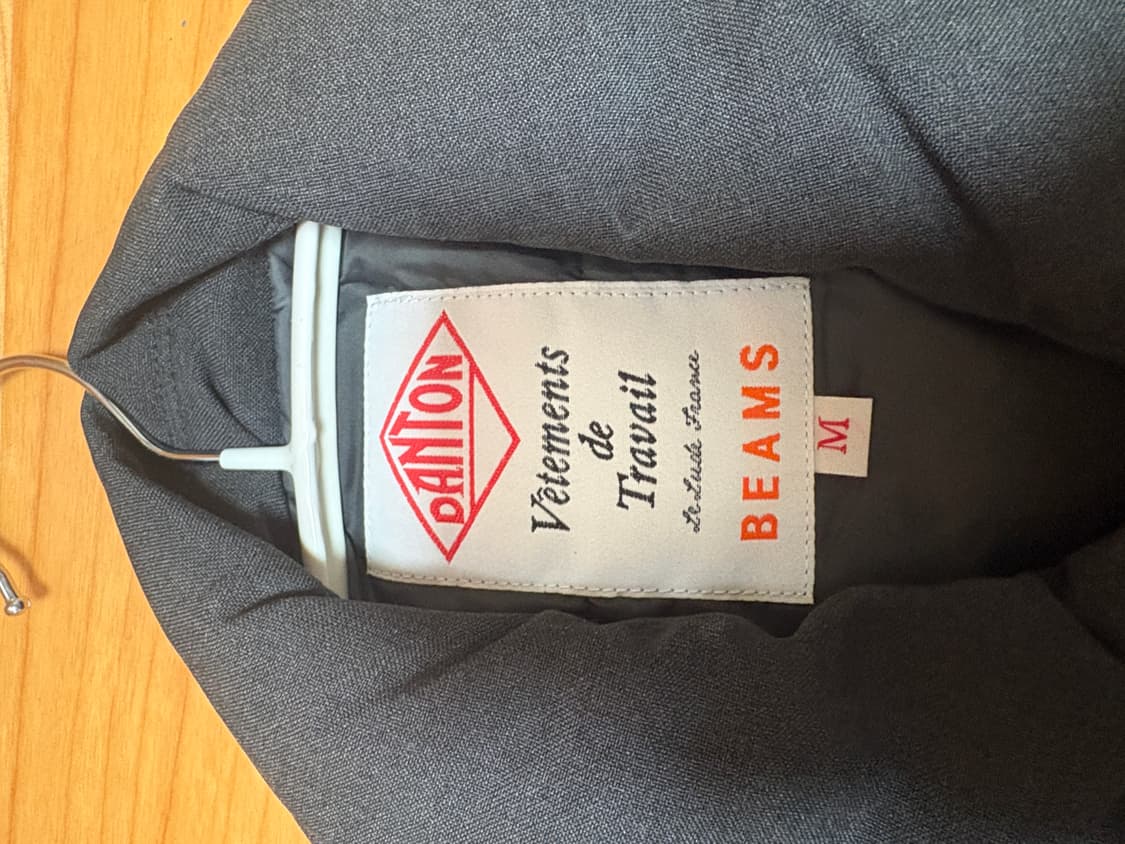 DANTON
Vêtements
de
Travail
Le Lude France
BEAMS
M